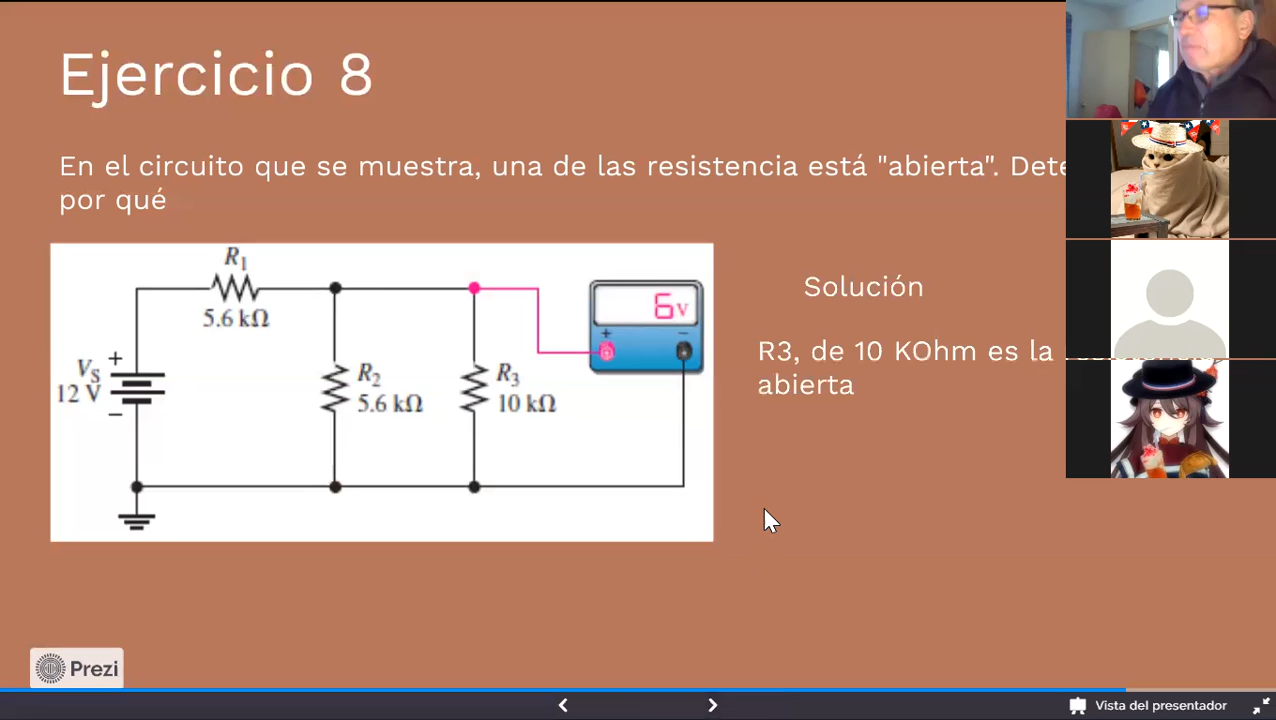 Ejercicio 8
En el circuito que se muestra, una de las resistencia está "abierta".
por qué
R1
5.6 kΩ
VS
+
12 V
−
R2
5.6 kΩ
R3
10 kΩ
6V
+ −
Solución
R3, de 10 KOhm es la
abierta
Prezi
Vista del presentador